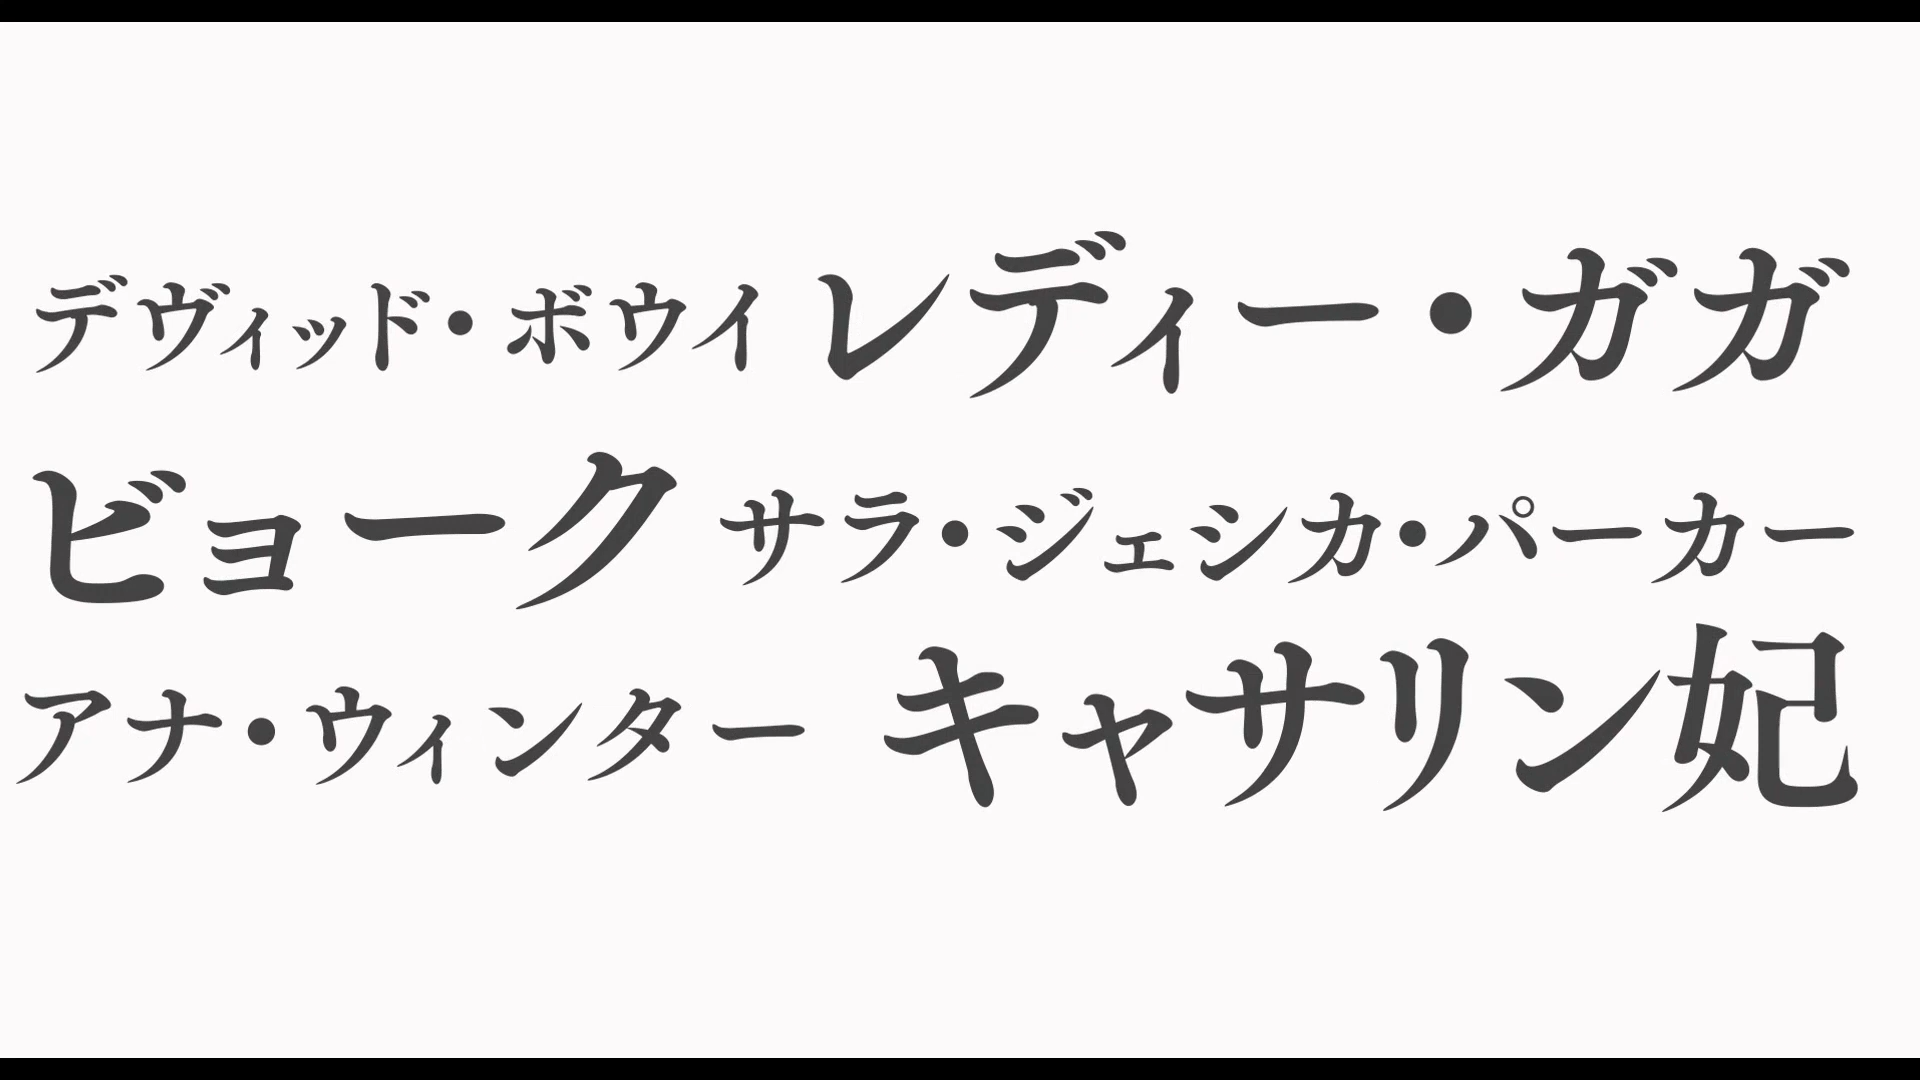 デヴィッド・ボウイ レディー・ガガ
ビョーク サラ・ジェシカ・パーカー
アナ・ウィンター キャサリン妃